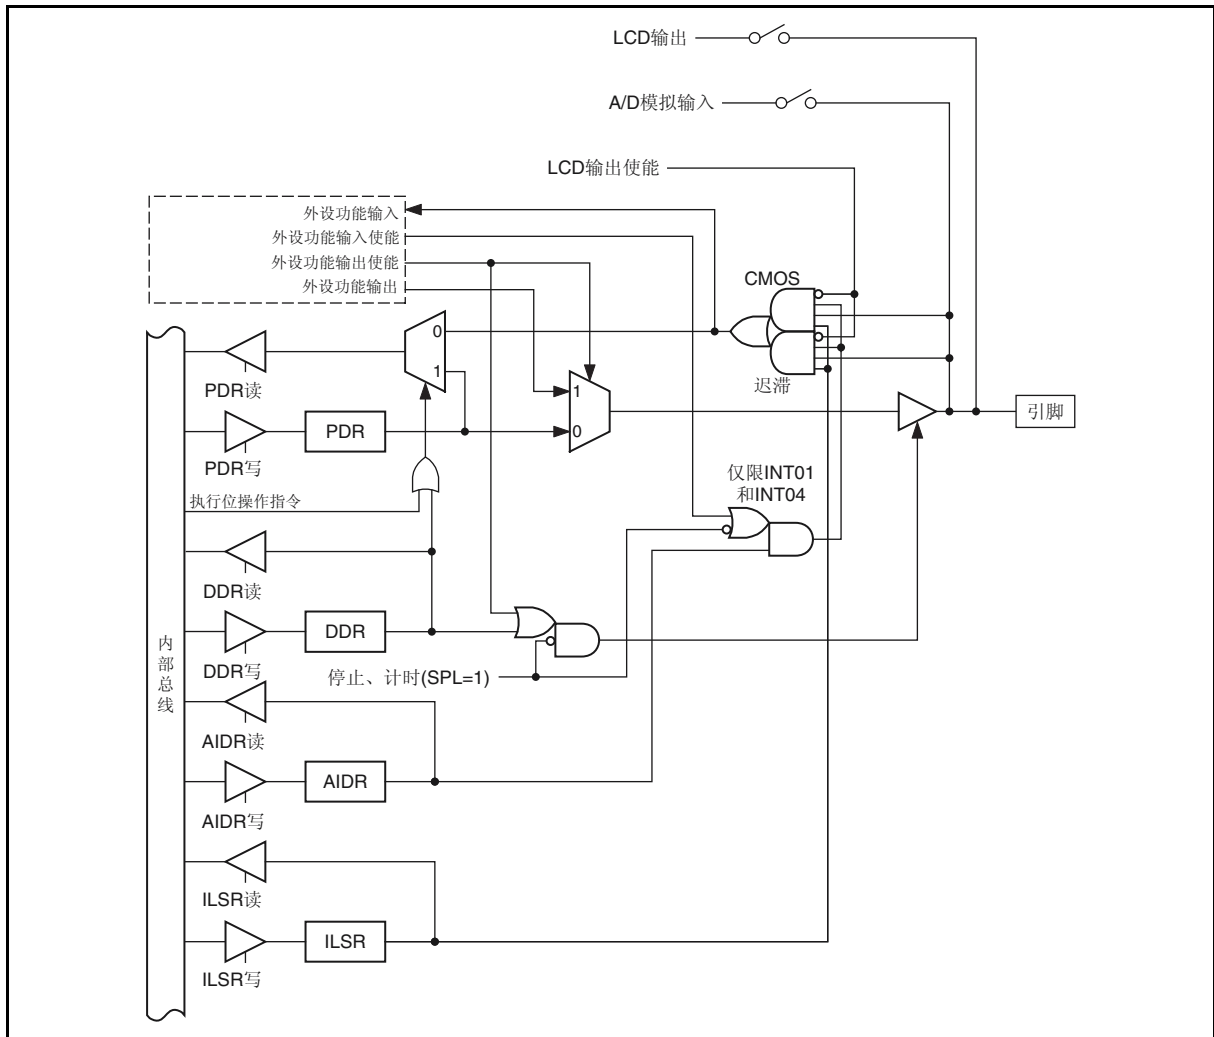 LCD输出
A/D模拟输入
LCD输出使能
外设功能输入
外设功能输入使能
外设功能输出使能
外设功能输出
CMOS
0
1
迟滞
PDR读
1
引脚
PDR
0
PDR写
仅限INT01
和INT04
执行位操作指令
DDR读
DDR
内部总线
DDR写
停止、计时(SPL=1)
AIDR读
AIDR
AIDR写
ILSR读
ILSR
ILSR写